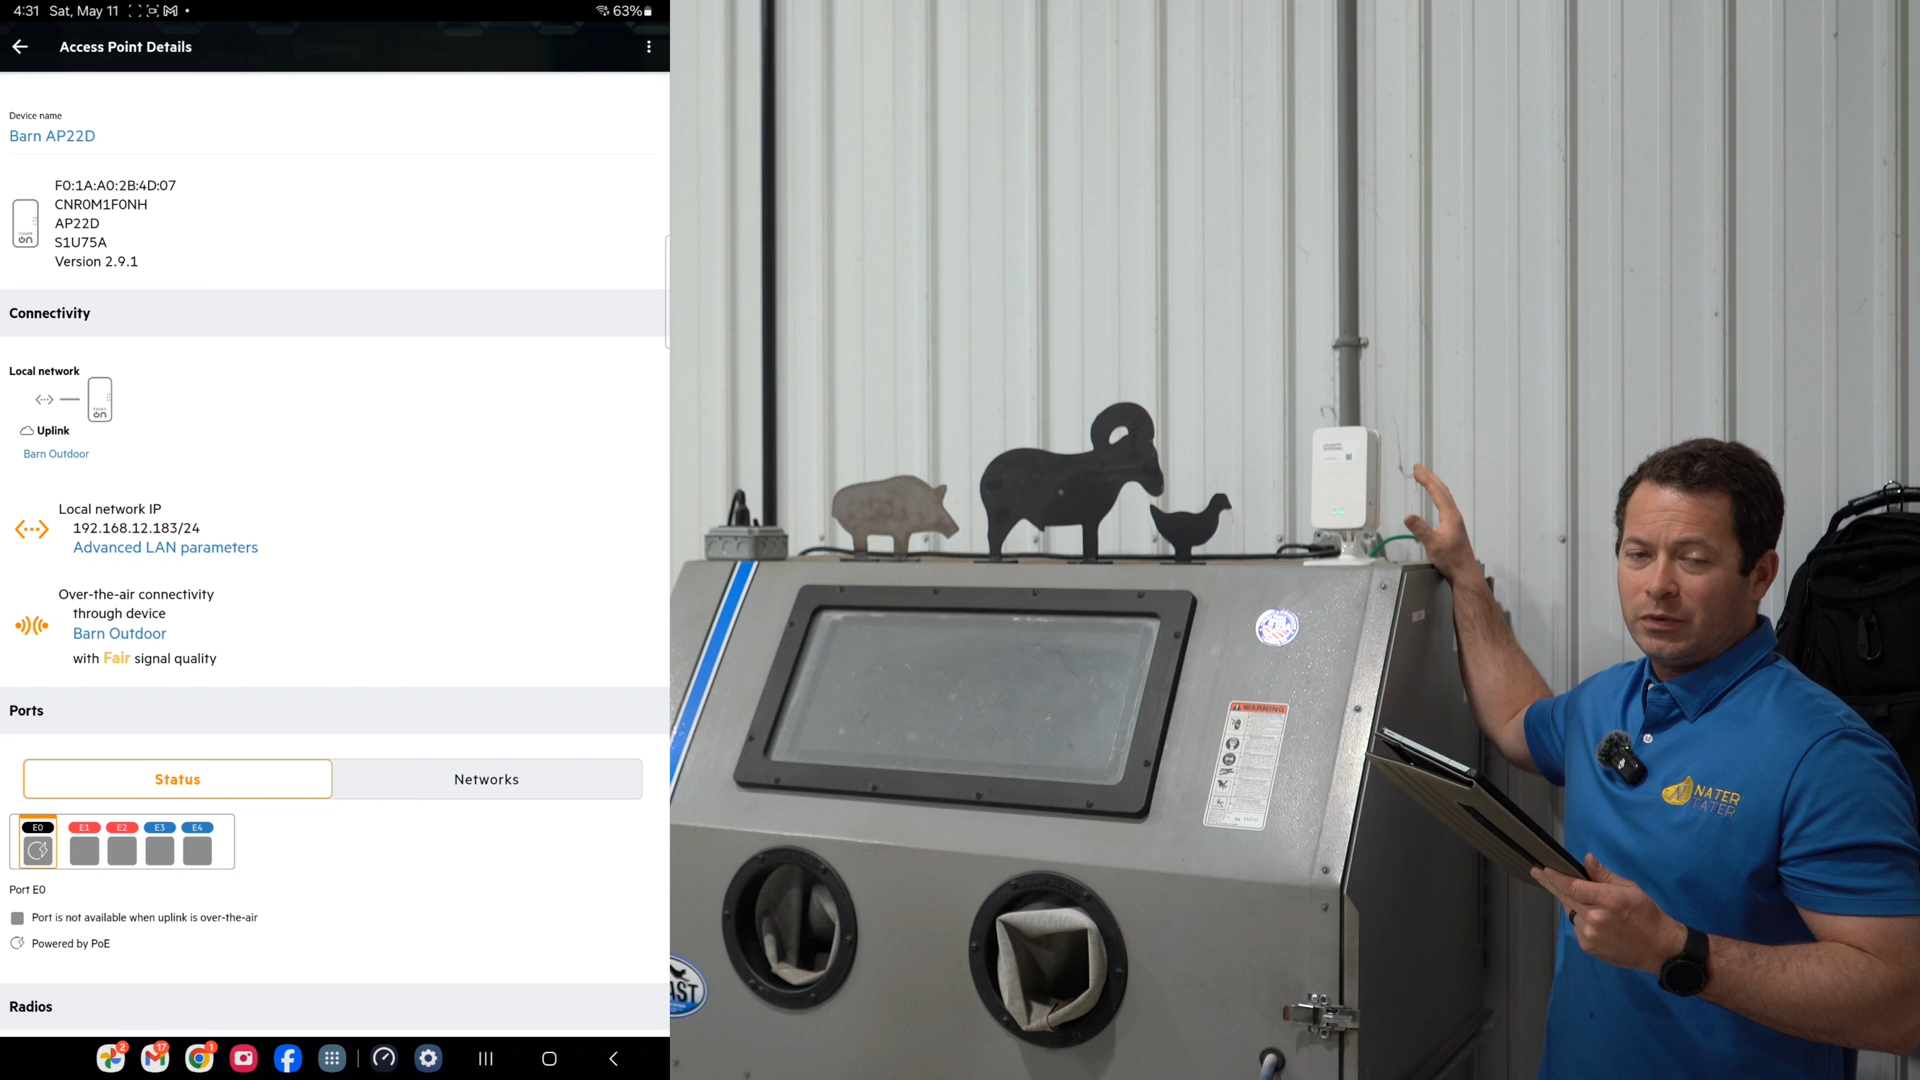 4:31 Sat, May 11
63%
Access Point Details
Device name
Barn AP22D
F0:1A:A0:2B:4D:07
CNR0M1F0NH
AP22D
S1U75A
Version 2.9.1
Connectivity
Local network
Uplink
Barn Outdoor
Local network IP
192.168.12.183/24
Advanced LAN parameters
Over-the-air connectivity
through device
Barn Outdoor
with Fair signal quality
Ports
Status
Networks
E0 E1 E2 E3 E4
Port E0
Port is not available when uplink is over-the-air
Powered by PoE
Radios
2
17
1
WARNING
NATER
TATER
AST